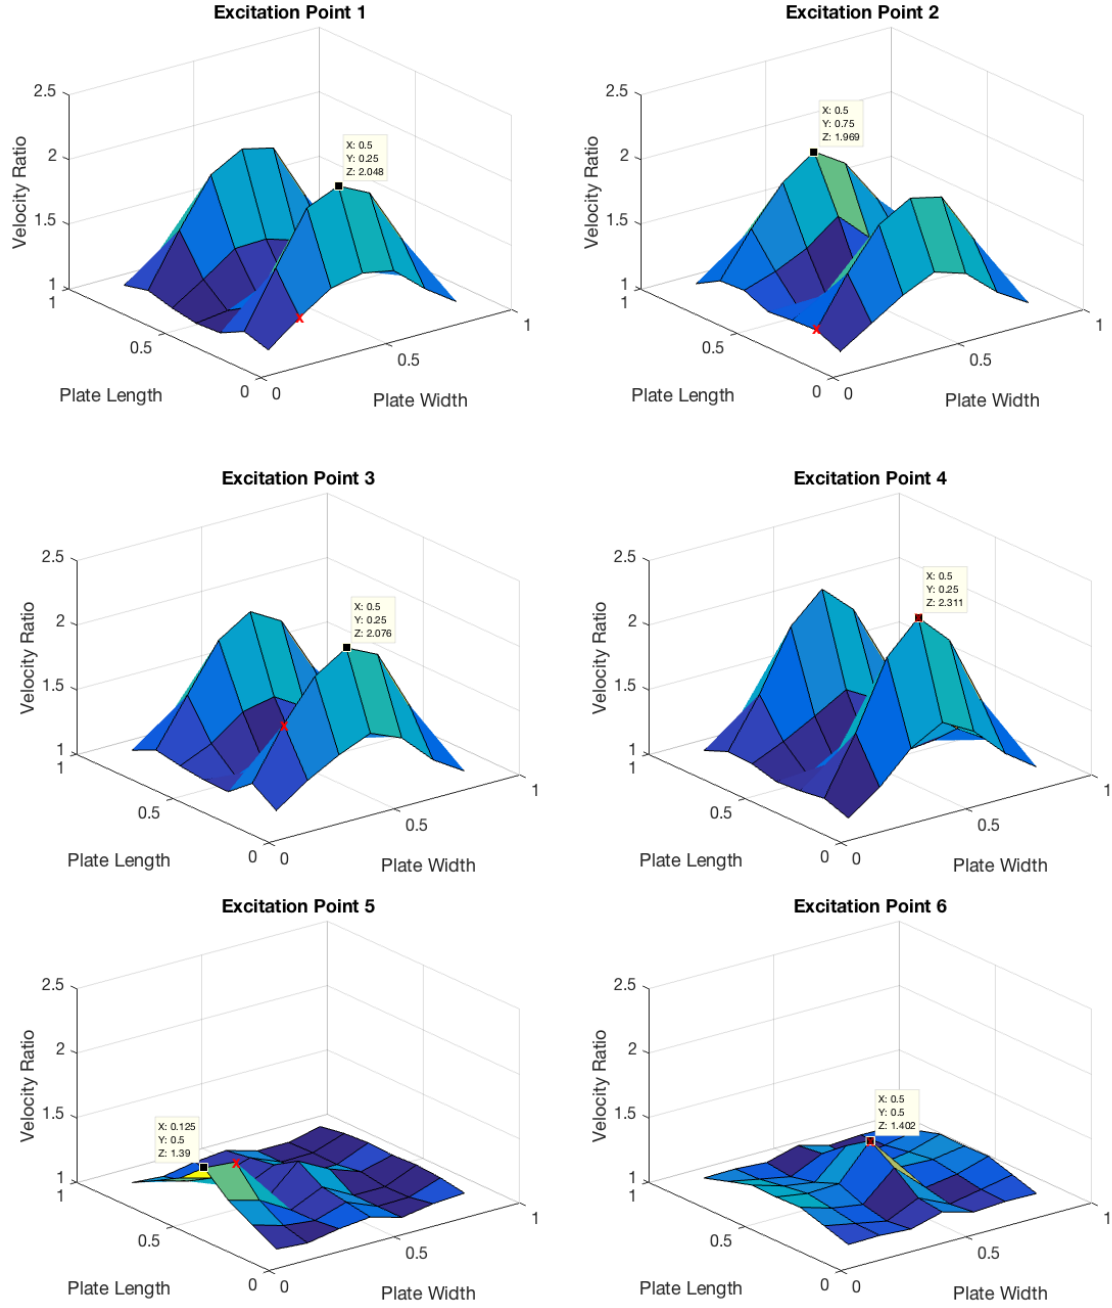 Excitation Point 1
2.5
2
1.5
1
1
0.5
0
0
0.5
1
Velocity Ratio
Plate Length
Plate Width
X: 0.5
Y: 0.25
Z: 2.048
x
Excitation Point 2
2.5
2
1.5
1
1
0.5
0
0
0.5
1
Velocity Ratio
Plate Length
Plate Width
X: 0.5
Y: 0.75
Z: 1.969
x
Excitation Point 3
2.5
2
1.5
1
1
0.5
0
0
0.5
1
Velocity Ratio
Plate Length
Plate Width
X: 0.5
Y: 0.25
Z: 2.076
x
Excitation Point 4
2.5
2
1.5
1
1
0.5
0
0
0.5
1
Velocity Ratio
Plate Length
Plate Width
X: 0.5
Y: 0.25
Z: 2.311
Excitation Point 5
2.5
2
1.5
1
1
0.5
0
0
0.5
1
Velocity Ratio
Plate Length
Plate Width
X: 0.125
Y: 0.5
Z: 1.39
x
Excitation Point 6
2.5
2
1.5
1
1
0.5
0
0
0.5
1
Velocity Ratio
Plate Length
Plate Width
X: 0.5
Y: 0.5
Z: 1.402